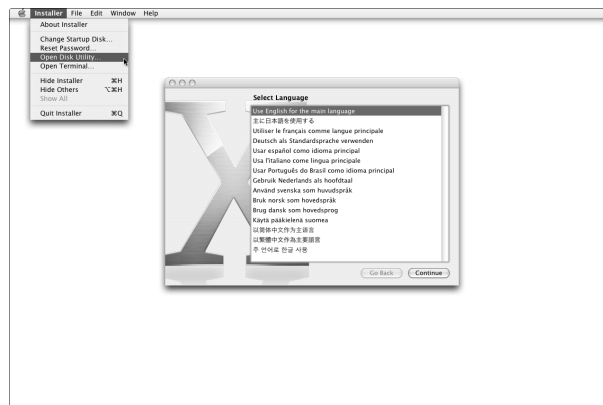 Installer File Edit Window Help
About Installer
Change Startup Disk...
Reset Password...
Open Disk Utility...
Open Terminal...
Hide Installer ⌘H
Hide Others ⌥⌘H
Show All
Quit Installer ⌘Q
Select Language
Use English for the main language
主に日本語を使用する
Utiliser le français comme langue principale
Deutsch als Standardsprache verwenden
Usar español como idioma principal
Usa l'italiano come lingua principale
Usar Português do Brasil como idioma principal
Gebruik Nederlands als hoofdtaal
Använd svenska som huvudspråk
Bruk norsk som hovedspråk
Brug dansk som hovedsprog
Käytä pääkielenä suomea
以简体中文作为主语言
以繁體中文作為主要語言
주 언어로 한글 사용
Go Back Continue